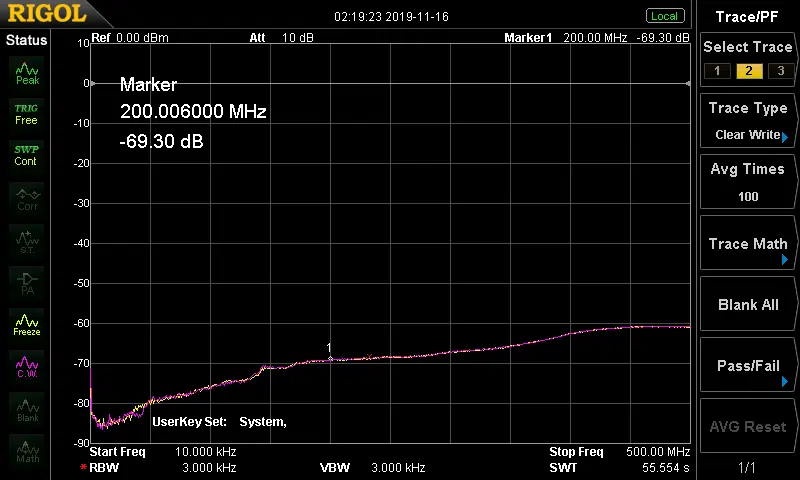 RIGOL
02:19:23 2019-11-16
Local
Trace/PF
Status
Ref 0.00 dBm Att 10 dB Marker1 200.00 MHz -69.30 dB
Select Trace
1 2 3
Peak
TRIG
Free
SWP
Cont
Corr
S.T.
PA
Freeze
C.W.
Blank
Math
10
0
-10
-20
-30
-40
-50
-60
-70
-80
-90
Marker
200.006000 MHz
-69.30 dB
1
UserKey Set: System,
Trace Type
Clear Write
Avg Times
100
Trace Math
Blank All
Pass/Fail
AVG Reset
1/1
Start Freq 10.000 kHz Stop Freq 500.00 MHz
*RBW 3.000 kHz VBW 3.000 kHz SWT 55.554 s